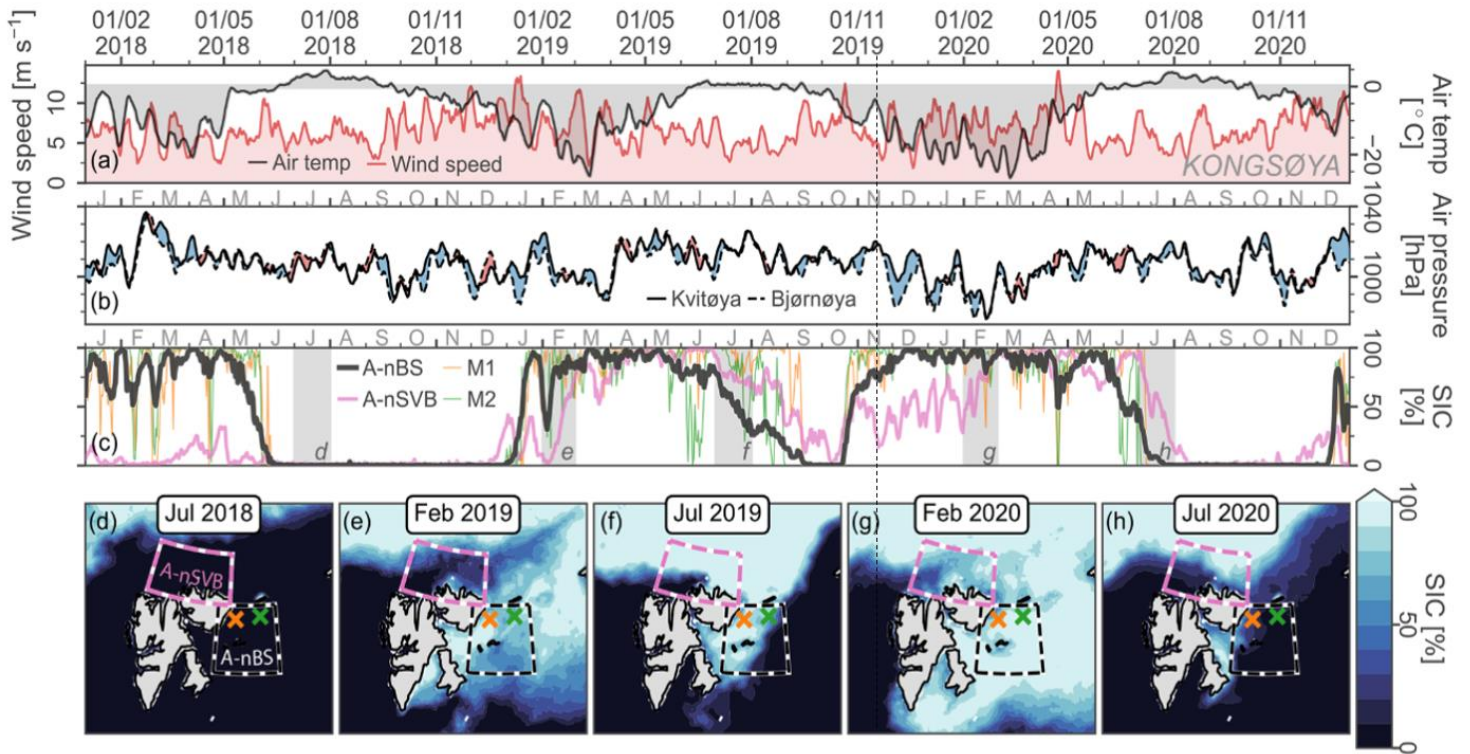 01/02 01/05 01/08 01/11 01/02 01/05 01/08 01/11 01/02 01/05 01/08 01/11
2018 2018 2018 2018 2019 2019 2019 2019 2020 2020 2020 2020
Wind speed [m s⁻¹]
10
5
0
(a)
Air temp
Wind speed
KONGSØYA
0
−20
Air temp
[°C]
J F M A M J J A S O N D J F M A M J J A S O N D J F M A M J J A S O N D
(b)
Kvitøya
Bjørnøya
1040
1000
Air pressure
[hPa]
J F M A M J J A S O N D J F M A M J J A S O N D J F M A M J J A S O N D
(c)
A-nBS M1
A-nSVB M2
d e f g h
100
50
0
SIC
[%]
(d) Jul 2018
A-nSVB
A-nBS
(e) Feb 2019
(f) Jul 2019
(g) Feb 2020
(h) Jul 2020
100
50
0
SIC [%]